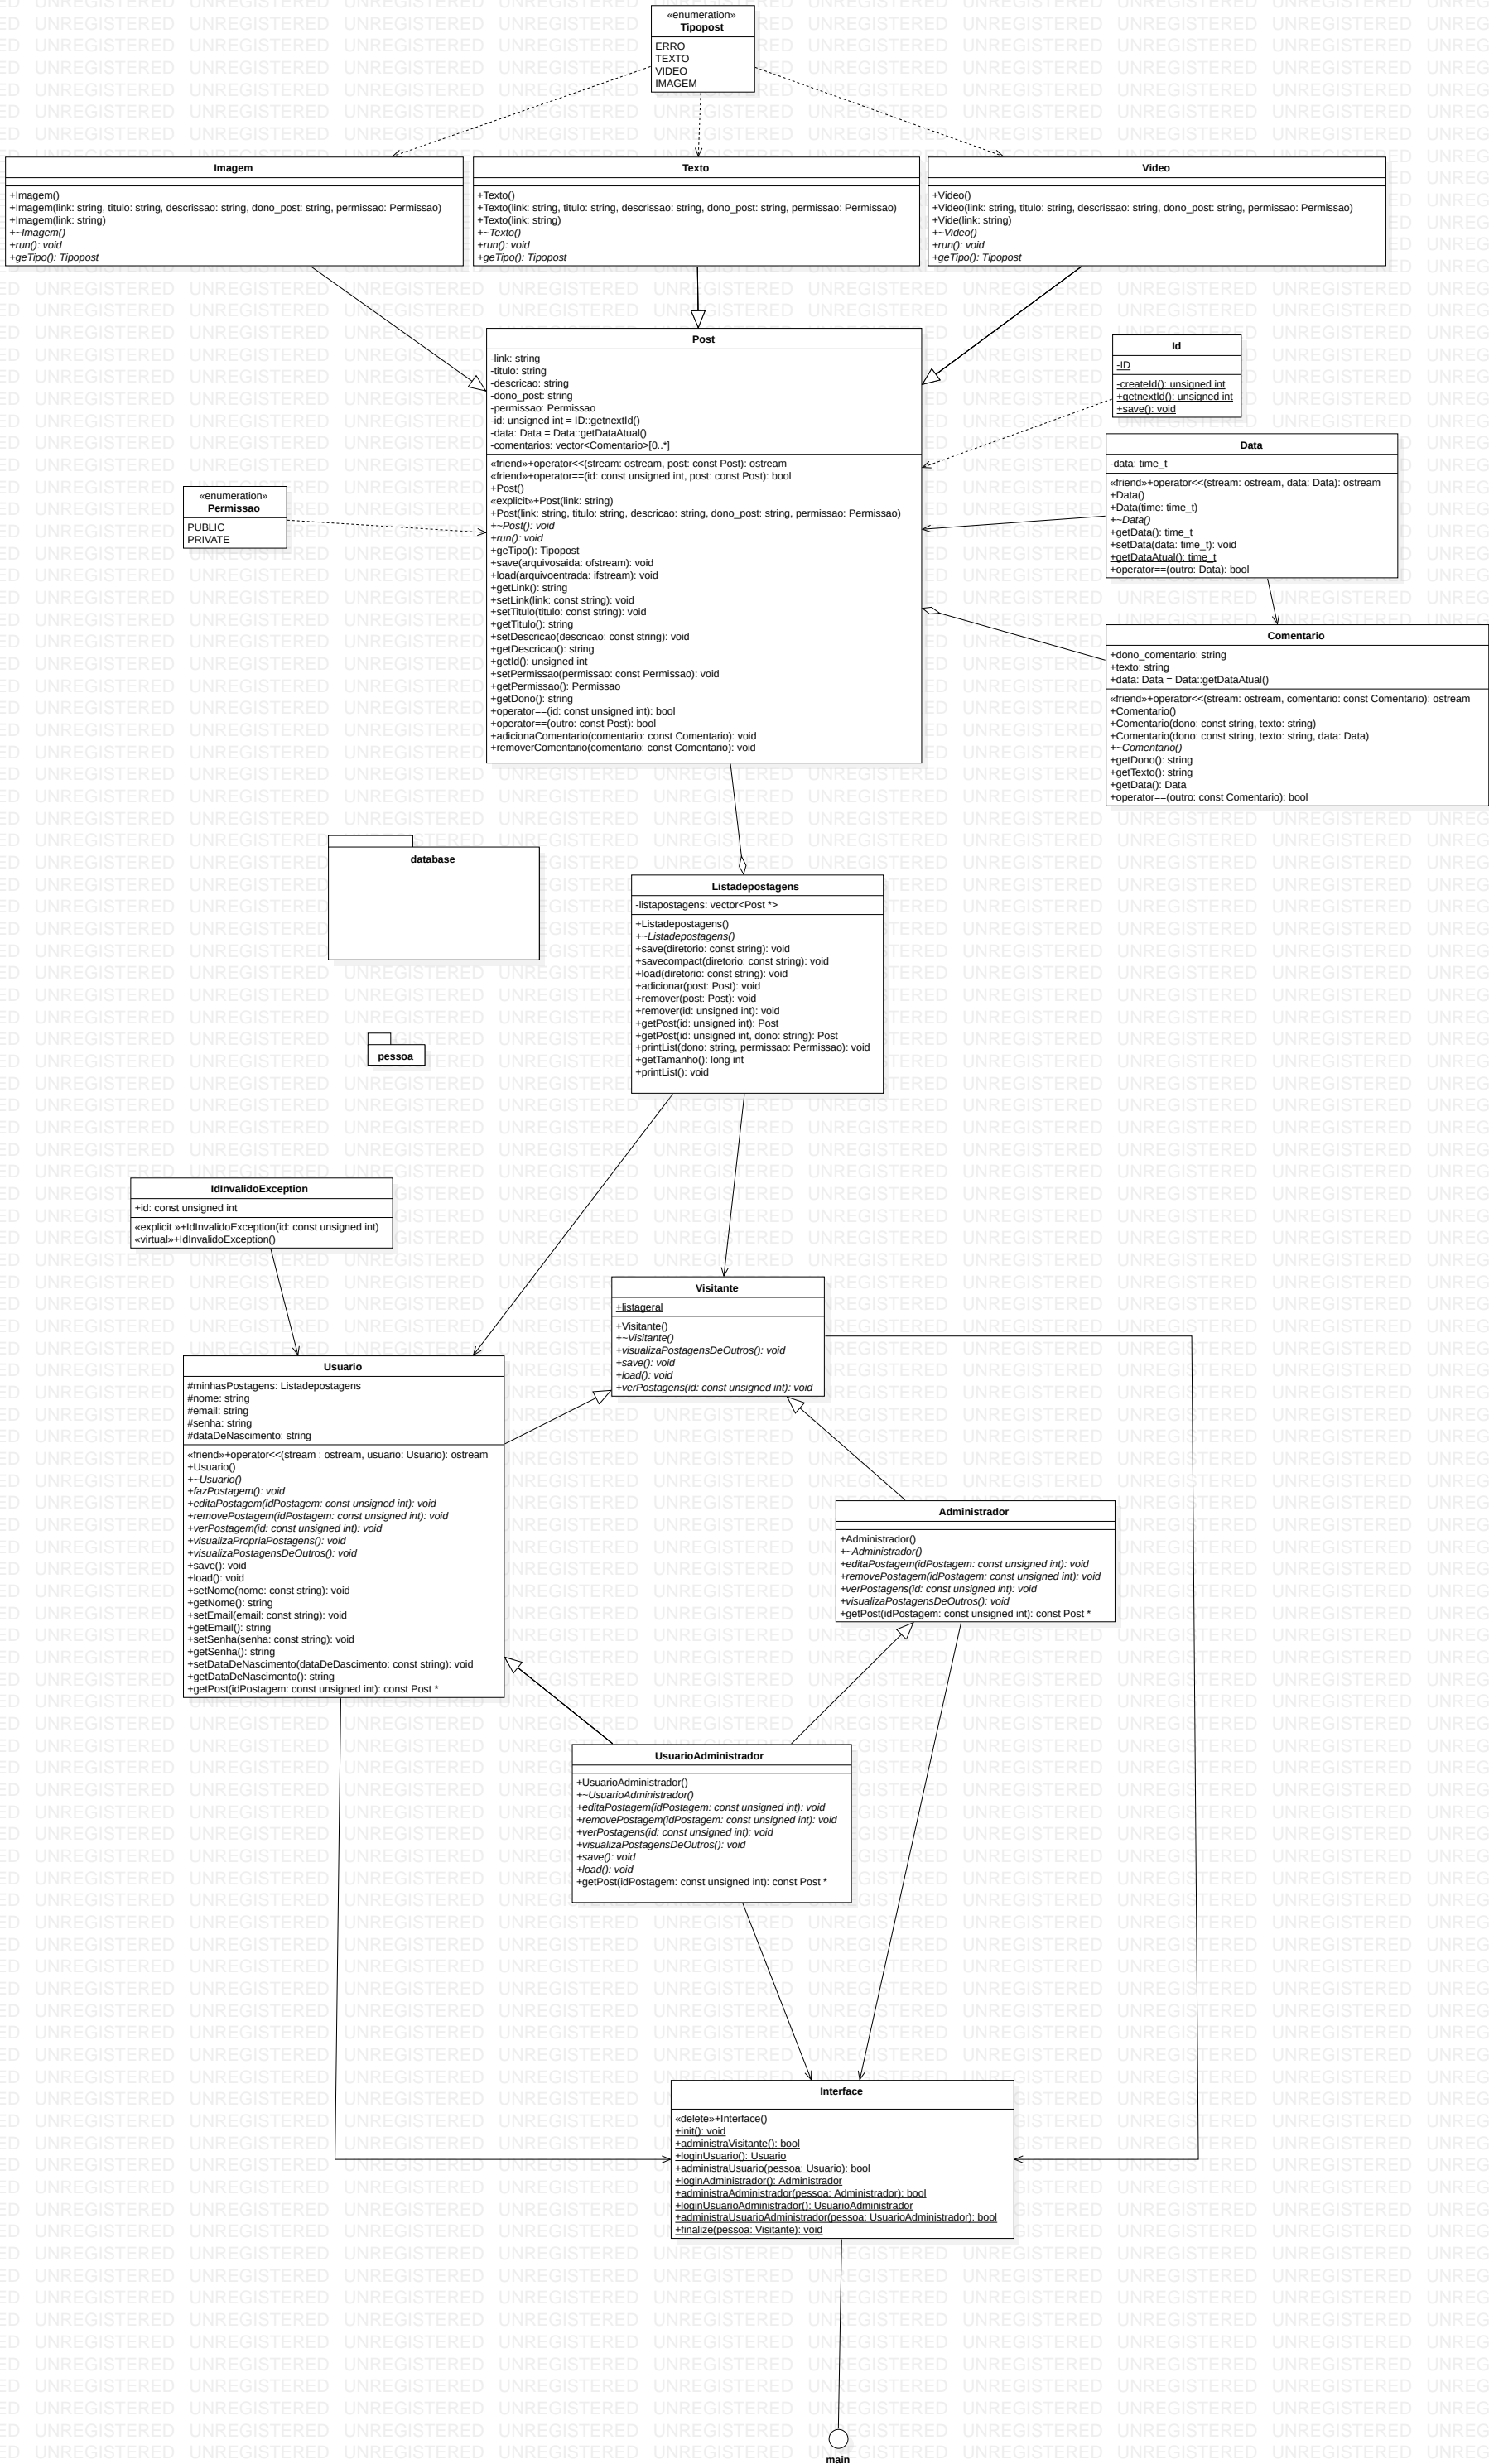 «enumeration»
Tipopost
ERRO
TEXTO
VIDEO
IMAGEM
Imagem
+Imagem()
+Imagem(link: string, titulo: string, descrissao: string, dono_post: string, permissao: Permissao)
+Imagem(link: string)
+~Imagem()
+run(): void
+geTipo(): Tipopost
Texto
+Texto()
+Texto(link: string, titulo: string, descrissao: string, dono_post: string, permissao: Permissao)
+Texto(link: string)
+~Texto()
+run(): void
+geTipo(): Tipopost
Video
+Video()
+Video(link: string, titulo: string, descrissao: string, dono_post: string, permissao: Permissao)
+Vide(link: string)
+~Video()
+run(): void
+geTipo(): Tipopost
Post
-link: string
-titulo: string
-descricao: string
-dono_post: string
-permissao: Permissao
-id: unsigned int = ID::getnextId()
-data: Data = Data::getDataAtual()
-comentarios: vector<Comentario>[0..*]
«friend»+operator<<(stream: ostream, post: const Post): ostream
«friend»+operator==(id: const unsigned int, post: const Post): bool
+Post()
«explicit»+Post(link: string)
+Post(link: string, titulo: string, descricao: string, dono_post: string, permissao: Permissao)
+~Post(): void
+run(): void
+geTipo(): Tipopost
+save(arquivosaida: ofstream): void
+load(arquivoentrada: ifstream): void
+getLink(): string
+setLink(link: const string): void
+setTitulo(titulo: const string): void
+getTitulo(): string
+setDescricao(descricao: const string): void
+getDescricao(): string
+getId(): unsigned int
+setPermissao(permissao: const Permissao): void
+getPermissao(): Permissao
+getDono(): string
+operator==(id: const unsigned int): bool
+operator==(outro: const Post): bool
+adicionaComentario(comentario: const Comentario): void
+removerComentario(comentario: const Comentario): void
Id
-ID
-createId(): unsigned int
+getnextId(): unsigned int
+save(): void
Data
-data: time_t
«friend»+operator<<(stream: ostream, data: Data): ostream
+Data()
+Data(time: time_t)
+~Data()
+getData(): time_t
+setData(data: time_t): void
+getDataAtual(): time_t
+operator==(outro: Data): bool
«enumeration»
Permissao
PUBLIC
PRIVATE
Comentario
+dono_comentario: string
+texto: string
+data: Data = Data::getDataAtual()
«friend»+operator<<(stream: ostream, comentario: const Comentario): ostream
+Comentario()
+Comentario(dono: const string, texto: string)
+Comentario(dono: const string, texto: string, data: Data)
+~Comentario()
+getDono(): string
+getTexto(): string
+getData(): Data
+operator==(outro: const Comentario): bool
database
Listadepostagens
-listapostagens: vector<Post *>
+Listadepostagens()
+~Listadepostagens()
+save(diretorio: const string): void
+savecompact(diretorio: const string): void
+load(diretorio: const string): void
+adicionar(post: Post): void
+remover(post: Post): void
+remover(id: unsigned int): void
+getPost(id: unsigned int): Post
+getPost(id: unsigned int, dono: string): Post
+printList(dono: string, permissao: Permissao): void
+getTamanho(): long int
+printList(): void
pessoa
IdInvalidoException
+id: const unsigned int
«explicit »+IdInvalidoException(id: const unsigned int)
«virtual»+IdInvalidoException()
Visitante
+listageral
+Visitante()
+~Visitante()
+visualizaPostagensDeOutros(): void
+save(): void
+load(): void
+verPostagens(id: const unsigned int): void
Usuario
#minhasPostagens: Listadepostagens
#nome: string
#email: string
#senha: string
#dataDeNascimento: string
«friend»+operator<<(stream : ostream, usuario: Usuario): ostream
+Usuario()
+~Usuario()
+fazPostagem(): void
+editaPostagem(idPostagem: const unsigned int): void
+removePostagem(idPostagem: const unsigned int): void
+verPostagem(id: const unsigned int): void
+visualizaPropriaPostagens(): void
+visualizaPostagensDeOutros(): void
+save(): void
+load(): void
+setNome(nome: const string): void
+getNome(): string
+setEmail(email: const string): void
+getEmail(): string
+setSenha(senha: const string): void
+getSenha(): string
+setDataDeNascimento(dataDeDascimento: const string): void
+getDataDeNascimento(): string
+getPost(idPostagem: const unsigned int): const Post *
Administrador
+Administrador()
+~Administrador()
+editaPostagem(idPostagem: const unsigned int): void
+removePostagem(idPostagem: const unsigned int): void
+verPostagens(id: const unsigned int): void
+visualizaPostagensDeOutros(): void
+getPost(idPostagem: const unsigned int): const Post *
UsuarioAdministrador
+UsuarioAdministrador()
+~UsuarioAdministrador()
+editaPostagem(idPostagem: const unsigned int): void
+removePostagem(idPostagem: const unsigned int): void
+verPostagens(id: const unsigned int): void
+visualizaPostagensDeOutros(): void
+save(): void
+load(): void
+getPost(idPostagem: const unsigned int): const Post *
Interface
«delete»+Interface()
+init(): void
+administraVisitante(): bool
+loginUsuario(): Usuario
+administraUsuario(pessoa: Usuario): bool
+loginAdministrador(): Administrador
+administraAdministrador(pessoa: Administrador): bool
+loginUsuarioAdministrador(): UsuarioAdministrador
+administraUsuarioAdministrador(pessoa: UsuarioAdministrador): bool
+finalize(pessoa: Visitante): void
main